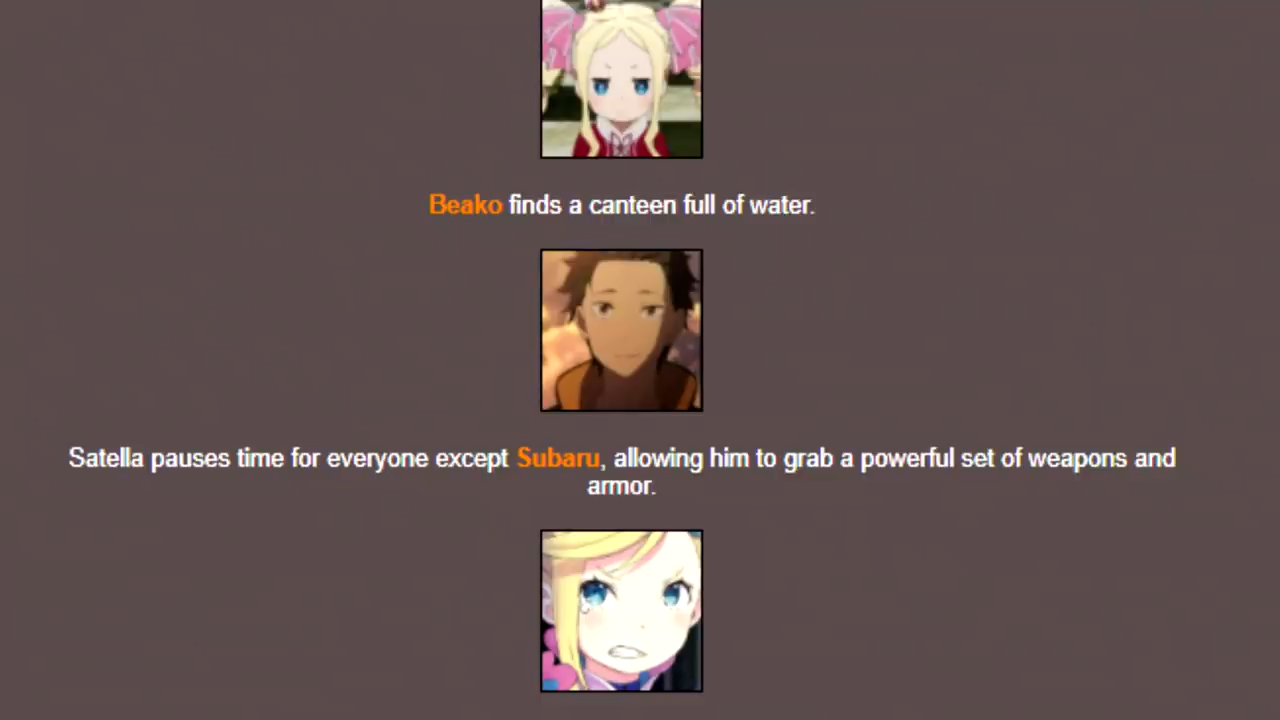 Beako finds a canteen full of water.
Satella pauses time for everyone except Subaru, allowing him to grab a powerful set of weapons and
armor.